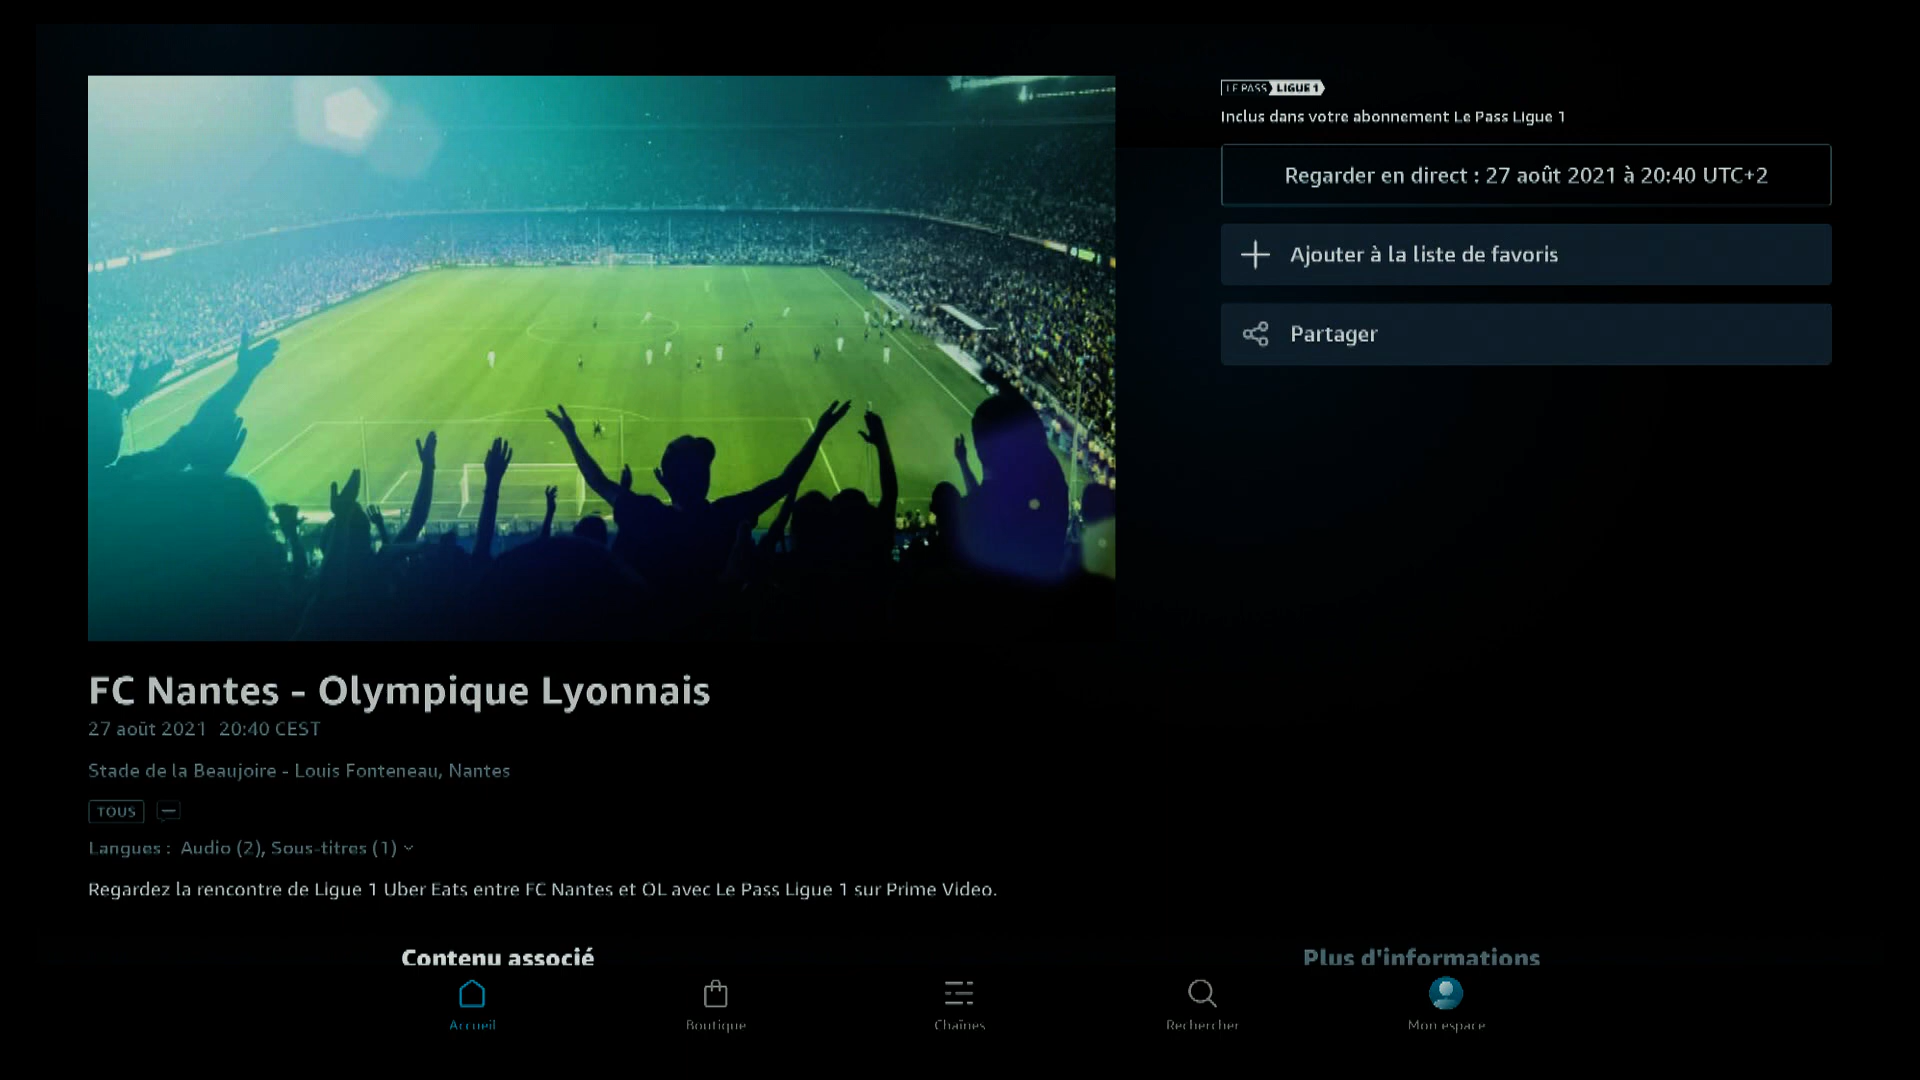 LE PASS LIGUE 1
Inclus dans votre abonnement Le Pass Ligue 1
Regarder en direct : 27 août 2021 à 20:40 UTC+2
Ajouter à la liste de favoris
Partager
FC Nantes - Olympique Lyonnais
27 août 2021 20:40 CEST
Stade de la Beaujoire - Louis Fonteneau, Nantes
TOUS
Langues : Audio (2), Sous-titres (1)
Regardez la rencontre de Ligue 1 Uber Eats entre FC Nantes et OL avec Le Pass Ligue 1 sur Prime Video.
Contenu associé
Plus d'informations
Accueil
Boutique
Chaînes
Rechercher
Mon espace